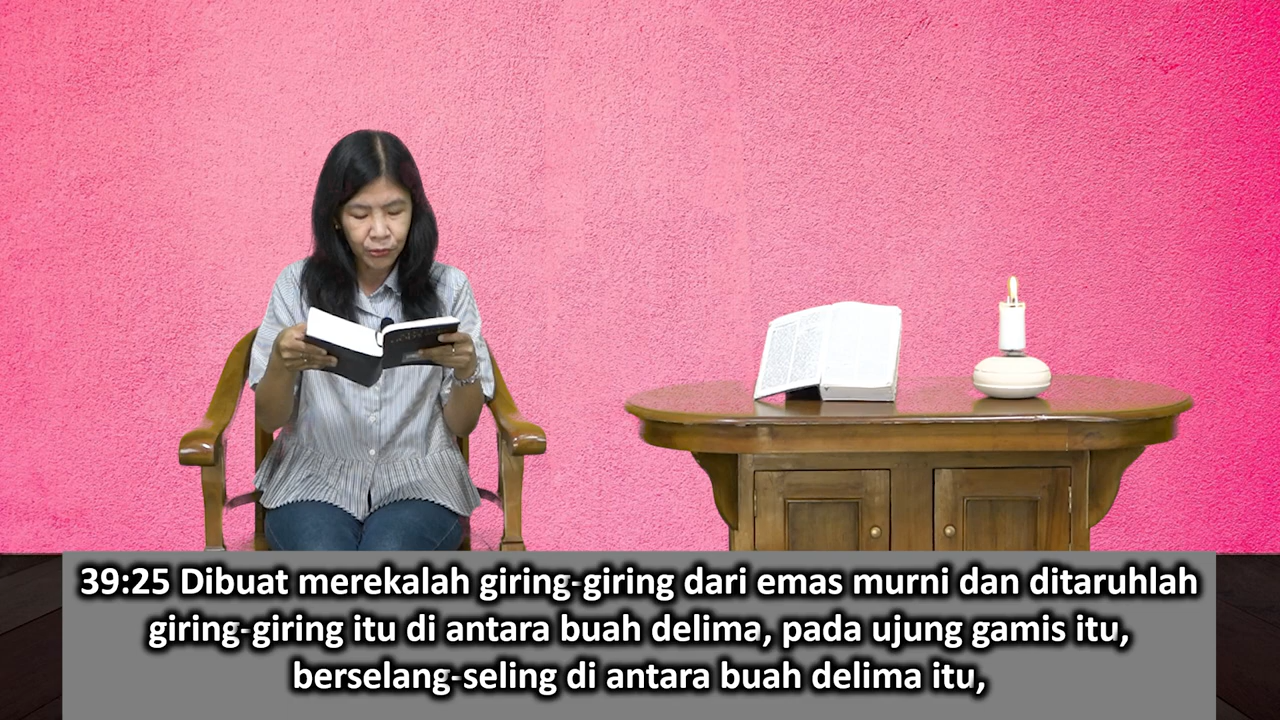 39:25 Dibuat merekalah giring-giring dari emas murni dan ditaruhlah
giring-giring itu di antara buah delima, pada ujung gamis itu,
berselang-seling di antara buah delima itu,